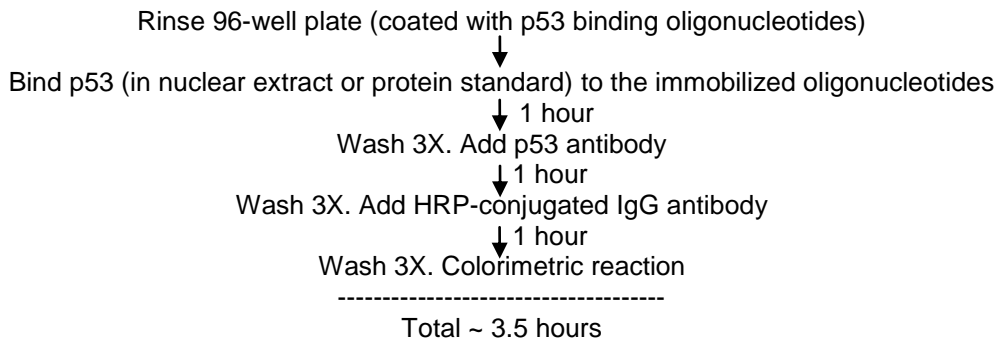 Rinse 96-well plate (coated with p53 binding oligonucleotides)
Bind p53 (in nuclear extract or protein standard) to the immobilized oligonucleotides
1 hour
Wash 3X. Add p53 antibody
1 hour
Wash 3X. Add HRP-conjugated IgG antibody
1 hour
Wash 3X. Colorimetric reaction
-------------------------------------
Total ~ 3.5 hours